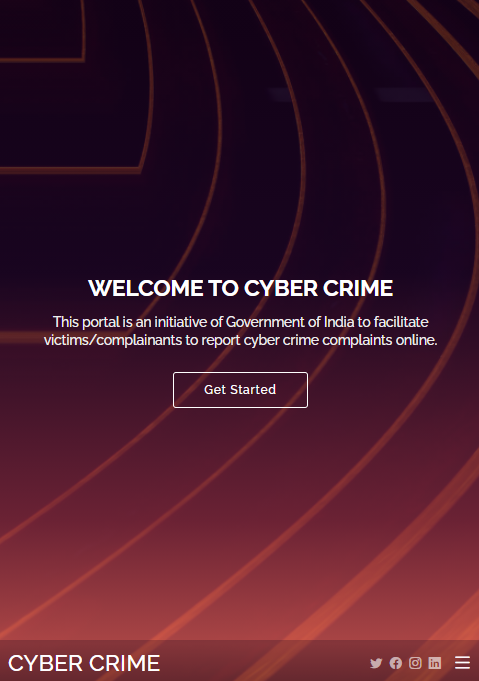 WELCOME TO CYBER CRIME
This portal is an initiative of Government of India to facilitate
victims/complainants to report cyber crime complaints online.
Get Started
CYBER CRIME